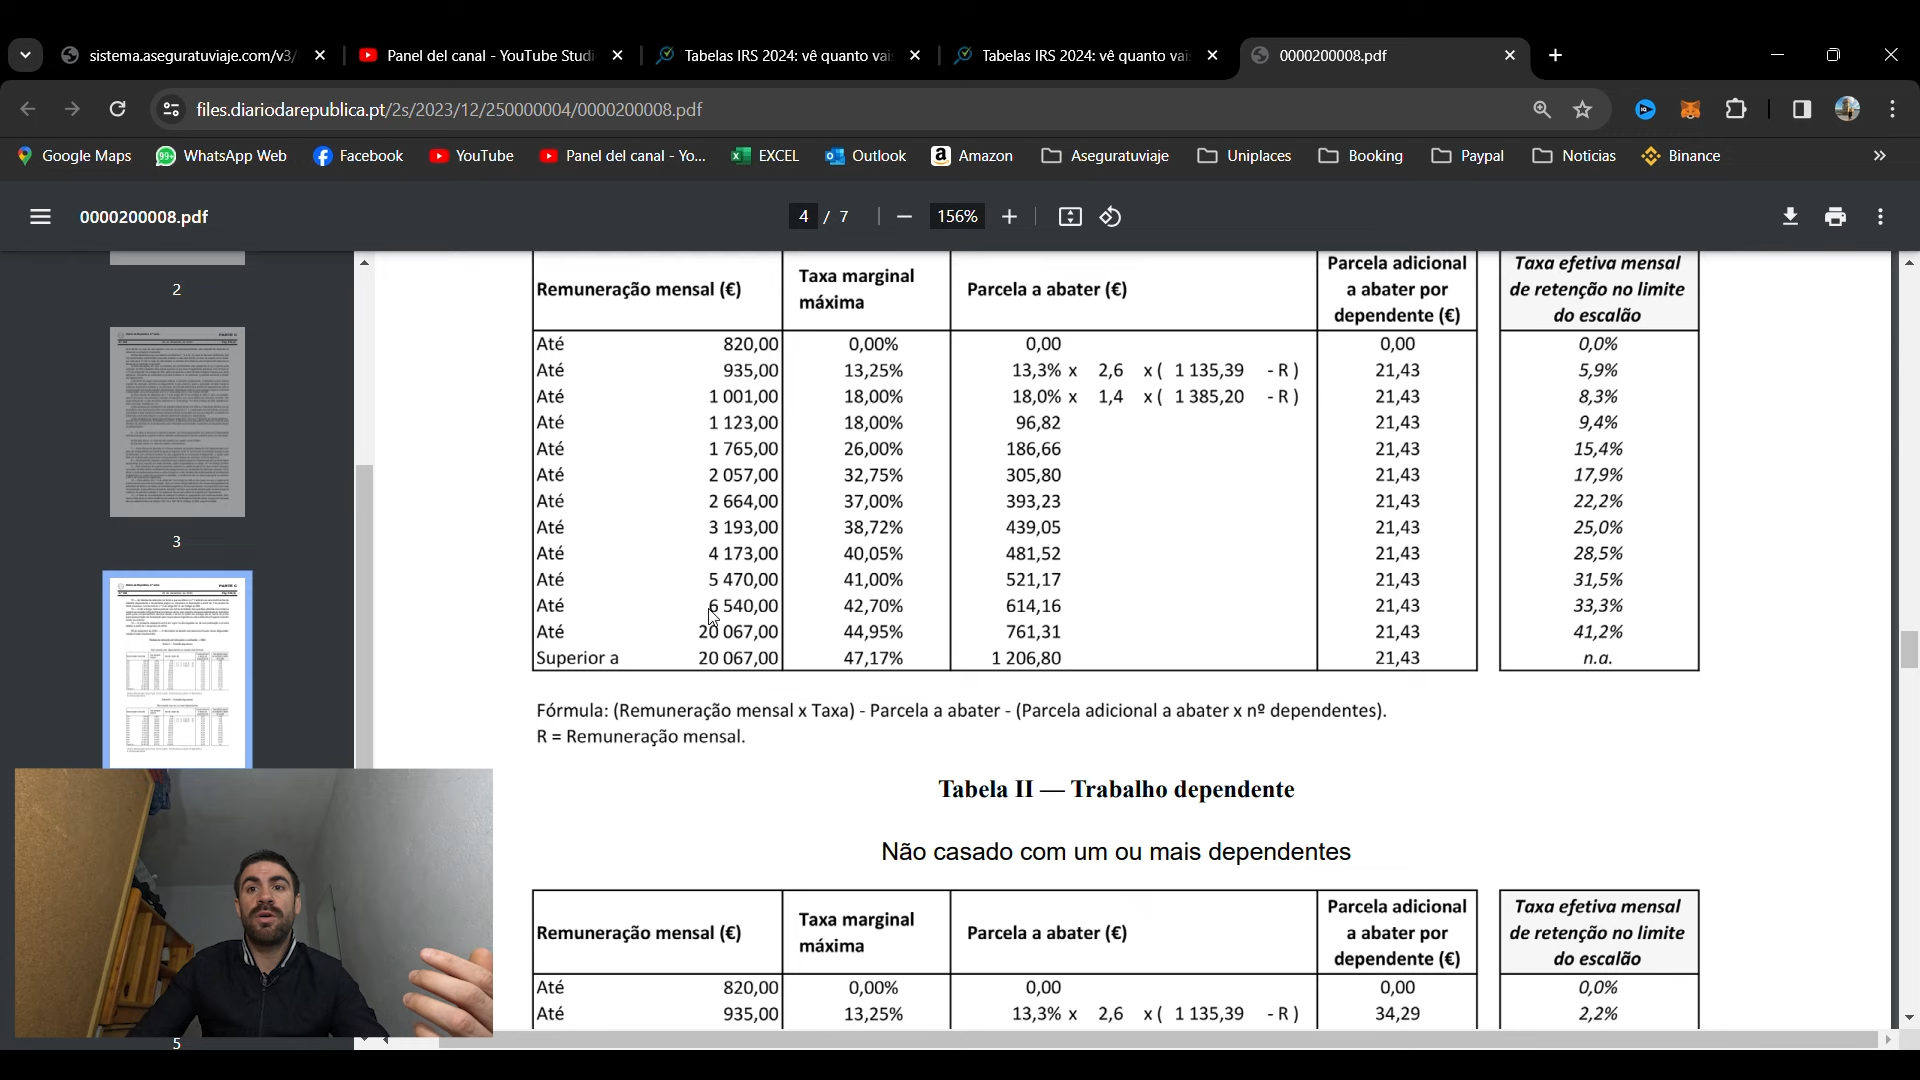 sistema.aseguratuviaje.com/v3/
Panel del canal - YouTube Studi
Tabelas IRS 2024: vê quanto vai
Tabelas IRS 2024: vê quanto vai
0000200008.pdf
files.diariodarepublica.pt/2s/2023/12/250000004/0000200008.pdf
Google Maps
99+ WhatsApp Web
Facebook
YouTube
Panel del canal - Yo...
EXCEL
Outlook
Amazon
Aseguratuviaje
Uniplaces
Booking
Paypal
Noticias
Binance
0000200008.pdf
4 / 7
156%
2
3
5
Remuneração mensal (€) Taxa marginal máxima Parcela a abater (€) Parcela adicional a abater por dependente (€) Taxa efetiva mensal de retenção no limite do escalão
Até 820,00 0,00% 0,00 0,00 0,0%
Até 935,00 13,25% 13,3% x 2,6 x ( 1 135,39 - R ) 21,43 5,9%
Até 1 001,00 18,00% 18,0% x 1,4 x ( 1 385,20 - R ) 21,43 8,3%
Até 1 123,00 18,00% 96,82 21,43 9,4%
Até 1 765,00 26,00% 186,66 21,43 15,4%
Até 2 057,00 32,75% 305,80 21,43 17,9%
Até 2 664,00 37,00% 393,23 21,43 22,2%
Até 3 193,00 38,72% 439,05 21,43 25,0%
Até 4 173,00 40,05% 481,52 21,43 28,5%
Até 5 470,00 41,00% 521,17 21,43 31,5%
Até 6 540,00 42,70% 614,16 21,43 33,3%
Até 20 067,00 44,95% 761,31 21,43 41,2%
Superior a 20 067,00 47,17% 1 206,80 21,43 n.a.
Fórmula: (Remuneração mensal x Taxa) - Parcela a abater - (Parcela adicional a abater x nº dependentes).
R = Remuneração mensal.
Tabela II — Trabalho dependente
Não casado com um ou mais dependentes
Remuneração mensal (€) Taxa marginal máxima Parcela a abater (€) Parcela adicional a abater por dependente (€) Taxa efetiva mensal de retenção no limite do escalão
Até 820,00 0,00% 0,00 0,00 0,0%
Até 935,00 13,25% 13,3% x 2,6 x ( 1 135,39 - R ) 34,29 2,2%